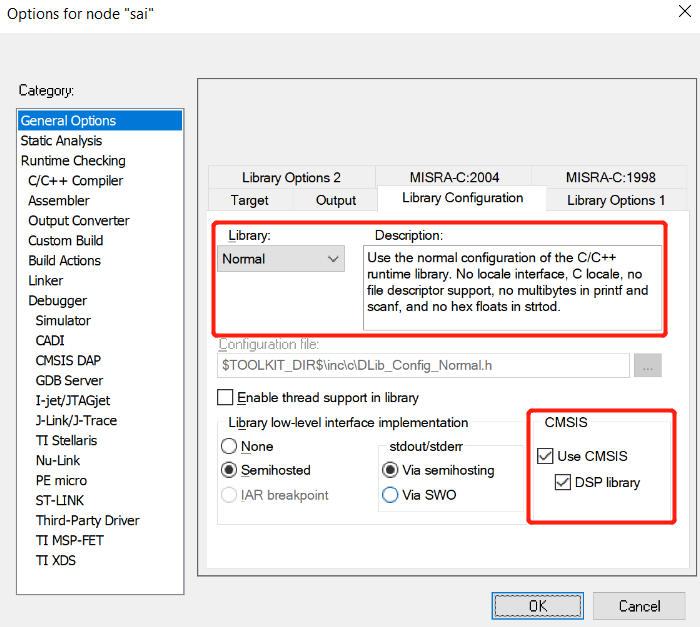 Options for node "sai"
Category:
General Options
Static Analysis
Runtime Checking
C/C++ Compiler
Assembler
Output Converter
Custom Build
Build Actions
Linker
Debugger
Simulator
CADI
CMSIS DAP
GDB Server
I-jet/JTAGjet
J-Link/J-Trace
TI Stellaris
Nu-Link
PE micro
ST-LINK
Third-Party Driver
TI MSP-FET
TI XDS
Library Options 2
MISRA-C:2004
MISRA-C:1998
Target
Output
Library Configuration
Library Options 1
Library:
Description:
Normal
Use the normal configuration of the C/C++
runtime library. No locale interface, C locale, no
file descriptor support, no multibytes in printf and
scanf, and no hex floats in strtod.
Configuration file:
$TOOLKIT_DIR$\inc\c\DLib_Config_Normal.h
...
Enable thread support in library
Library low-level interface implementation
None
Semihosted
IAR breakpoint
stdout/stderr
Via semihosting
Via SWO
CMSIS
Use CMSIS
DSP library
OK
Cancel